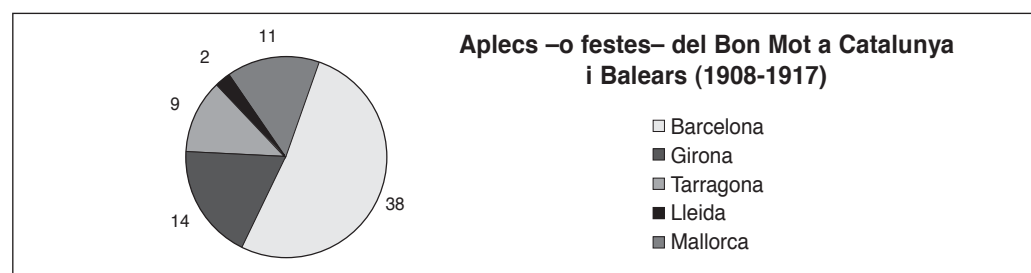 Aplecs –o festes– del Bon Mot a Catalunya
i Balears (1908-1917)
11
2
9
14
38
Barcelona
Girona
Tarragona
Lleida
Mallorca